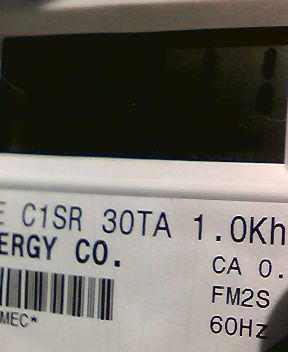 E C1SR 30TA 1.0Kh
ERGY CO.
CA 0.
FM2S
MEC*
60Hz